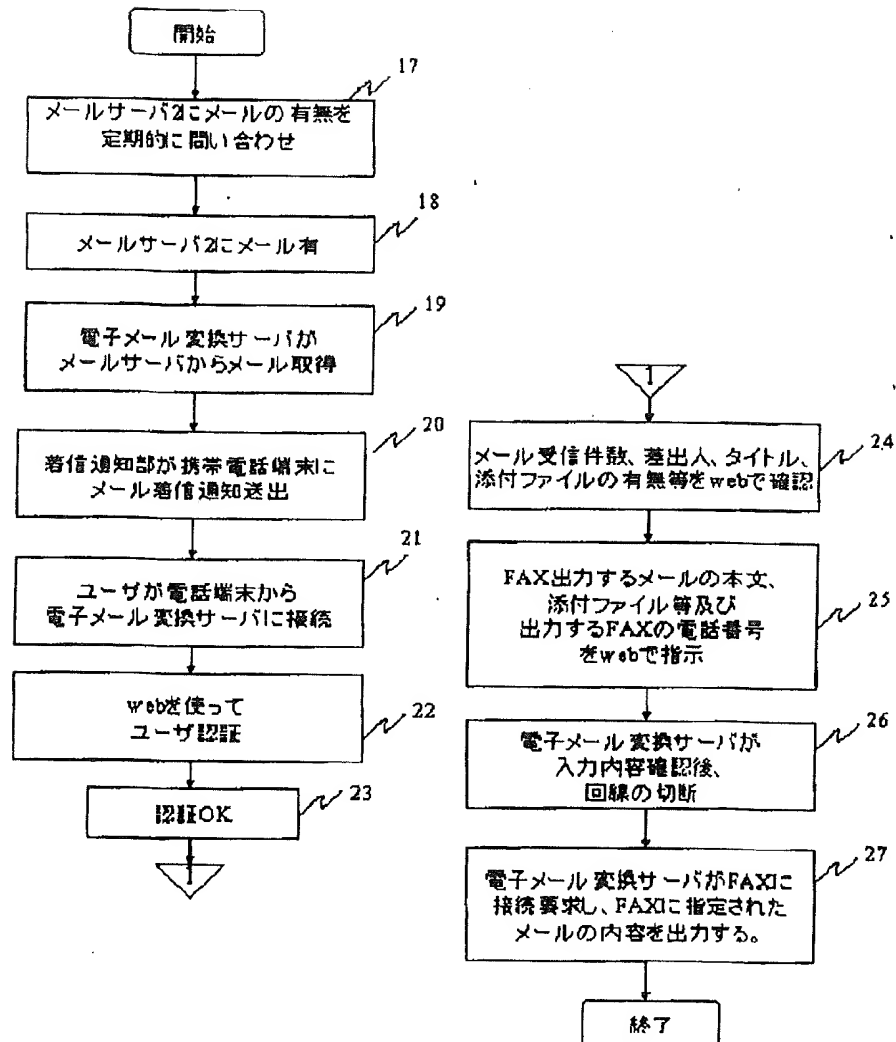 開始
17
メールサーバ2にメールの有無を
定期的に問い合わせ
18
メールサーバ2にメール有
19
電子メール変換サーバが
メールサーバからメール取得
20
着信通知部が携帯電話端末に
メール着信通知送出
21
ユーザが電話端末から
電子メール変換サーバに接続
22
webを使って
ユーザ認証
23
認証OK
1
1
24
メール受信件数、差出人、タイトル、
添付ファイルの有無等をwebで確認
25
FAX出力するメールの本文、
添付ファイル等及び
出力するFAXの電話番号
をwebで指示
26
電子メール変換サーバが
入力内容確認後、
回線の切断
27
電子メール変換サーバがFAXに
接続要求し、FAXに指定された
メールの内容を出力する。
終了